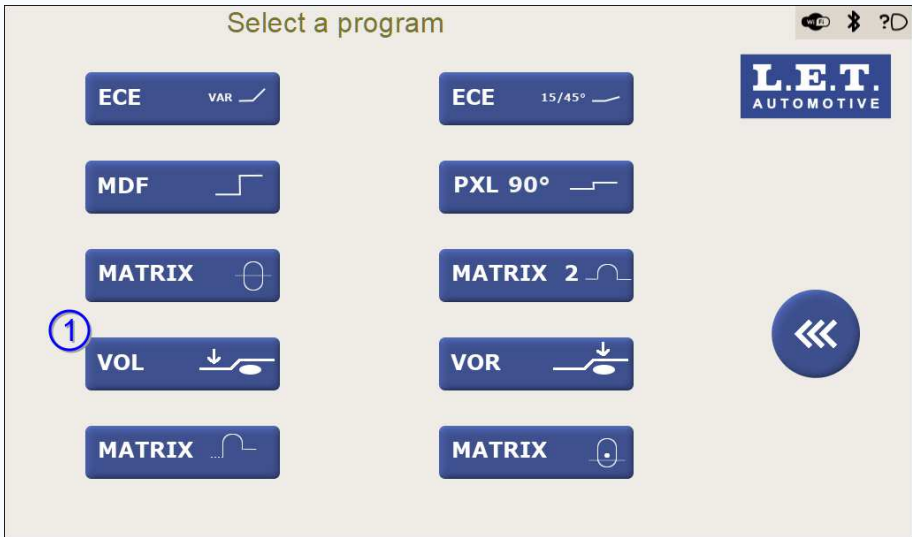 Select a program
WiFi ?
ECE VAR
ECE 15/45°
L.E.T.
AUTOMOTIVE
MDF
PXL 90°
MATRIX
MATRIX 2
1
VOL
VOR
MATRIX
MATRIX